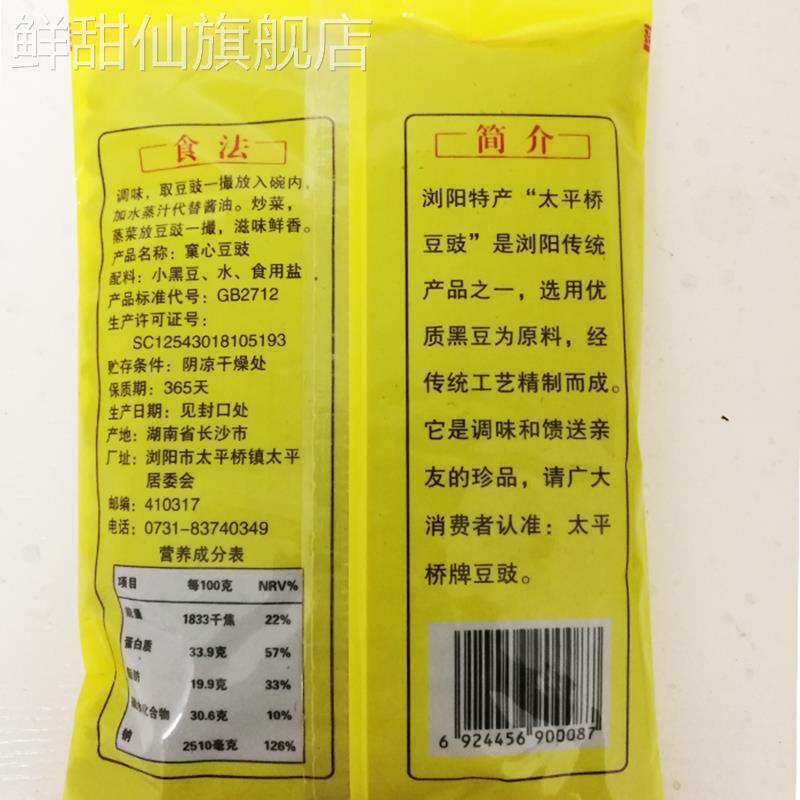 鲜甜仙旗舰店
食法
调味，取豆豉一撮放入碗内，
加水蒸汁代替酱油。炒菜，
蒸菜放豆豉一撮，滋味鲜香。
产品名称：窠心豆豉
配料：小黑豆、水、食用盐
产品标准代号：GB2712
生产许可证号：
SC12543018105193
贮存条件：阴凉干燥处
保质期：365天
生产日期：见封口处
产地：湖南省长沙市
厂址：浏阳市太平桥镇太平
居委会
邮编：410317
电话：0731-83740349
营养成分表
项目 每100克 NRV%
能量 1833千焦 22%
蛋白质 33.9克 57%
脂肪 19.9克 33%
碳水化合物 30.6克 10%
钠 2510毫克 126%
简介
浏阳特产“太平桥
豆豉”是浏阳传统
产品之一，选用优
质黑豆为原料，经
传统工艺精制而成。
它是调味和馈送亲
友的珍品，请广大
消费者认准：太平
桥牌豆豉。
6 924456 900087